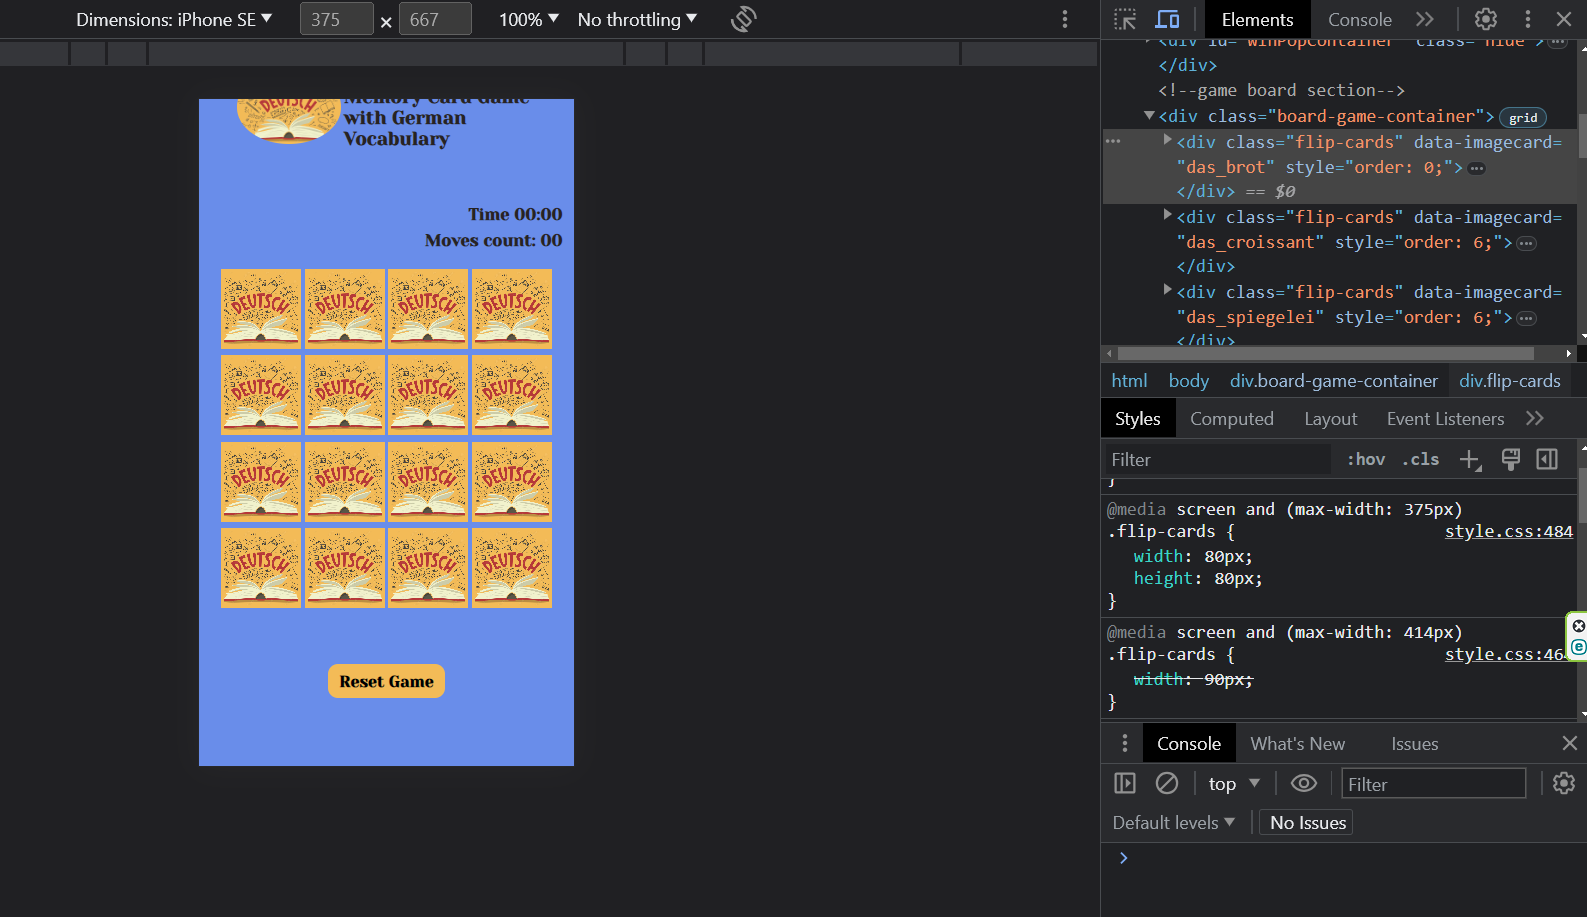 Dimensions: iPhone SE 375 × 667 100% No throttling
Elements Console
<div id="winPopContainer" class="hide">
</div>
<!--game board section-->
<div class="board-game-container"> grid
<div class="flip-cards" data-imagecard=
"das_brot" style="order: 0;">
</div> == $0
<div class="flip-cards" data-imagecard=
"das_croissant" style="order: 6;">
</div>
<div class="flip-cards" data-imagecard=
"das_spiegelei" style="order: 6;">
</div>
html body div.board-game-container div.flip-cards
Styles Computed Layout Event Listeners
Filter :hov .cls
}
@media screen and (max-width: 375px)
.flip-cards { style.css:484
width: 80px;
height: 80px;
}
@media screen and (max-width: 414px)
.flip-cards { style.css:464
width: 90px;
}
Console What's New Issues
top Filter
Default levels No Issues
DEUTSCH
Memory Card Game
with German
Vocabulary
Time 00:00
Moves count: 00
DEUTSCH DEUTSCH DEUTSCH DEUTSCH
DEUTSCH DEUTSCH DEUTSCH DEUTSCH
DEUTSCH DEUTSCH DEUTSCH DEUTSCH
DEUTSCH DEUTSCH DEUTSCH DEUTSCH
Reset Game